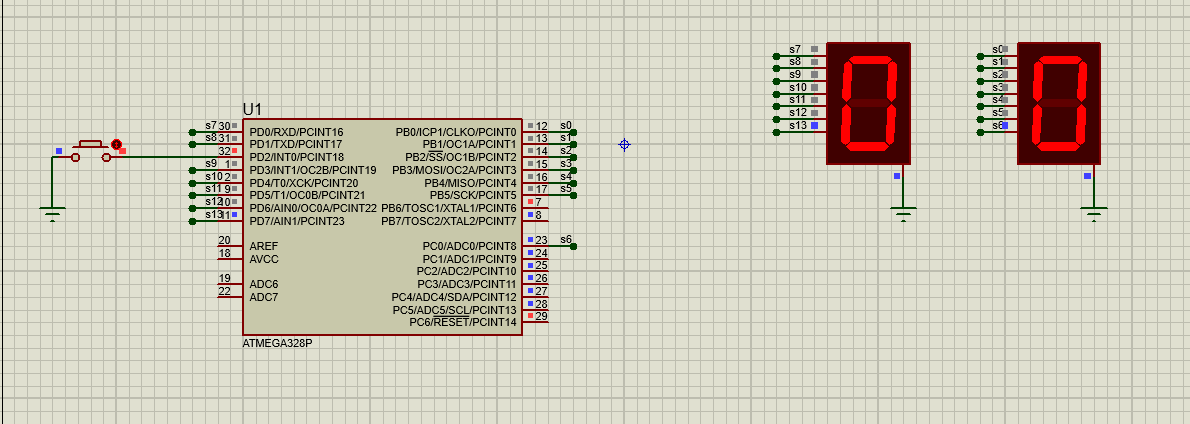 U1
s7 30 PD0/RXD/PCINT16 PB0/ICP1/CLKO/PCINT0 12 s0
s8 31 PD1/TXD/PCINT17 PB1/OC1A/PCINT1 13 s1
32 PD2/INT0/PCINT18 PB2/SS/OC1B/PCINT2 14 s2
s9 1 PD3/INT1/OC2B/PCINT19 PB3/MOSI/OC2A/PCINT3 15 s3
s10 2 PD4/T0/XCK/PCINT20 PB4/MISO/PCINT4 16 s4
s11 9 PD5/T1/OC0B/PCINT21 PB5/SCK/PCINT5 17 s5
s12 10 PD6/AIN0/OC0A/PCINT22 PB6/TOSC1/XTAL1/PCINT6 7
s13 11 PD7/AIN1/PCINT23 PB7/TOSC2/XTAL2/PCINT7 8
20 AREF PC0/ADC0/PCINT8 23 s6
18 AVCC PC1/ADC1/PCINT9 24
PC2/ADC2/PCINT10 25
19 ADC6 PC3/ADC3/PCINT11 26
22 ADC7 PC4/ADC4/SDA/PCINT12 27
PC5/ADC5/SCL/PCINT13 28
PC6/RESET/PCINT14 29
ATMEGA328P
s7
s8
s9
s10
s11
s12
s13
0
s0
s1
s2
s3
s4
s5
s6
0